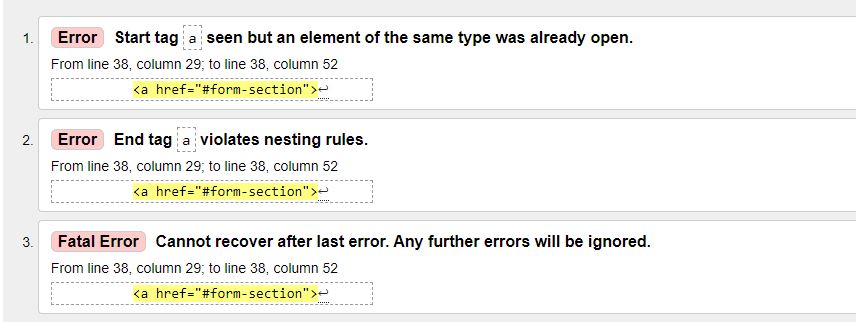 1. Error Start tag a seen but an element of the same type was already open.
From line 38, column 29; to line 38, column 52
<a href="#form-section">↩
2. Error End tag a violates nesting rules.
From line 38, column 29; to line 38, column 52
<a href="#form-section">↩
3. Fatal Error Cannot recover after last error. Any further errors will be ignored.
From line 38, column 29; to line 38, column 52
<a href="#form-section">↩